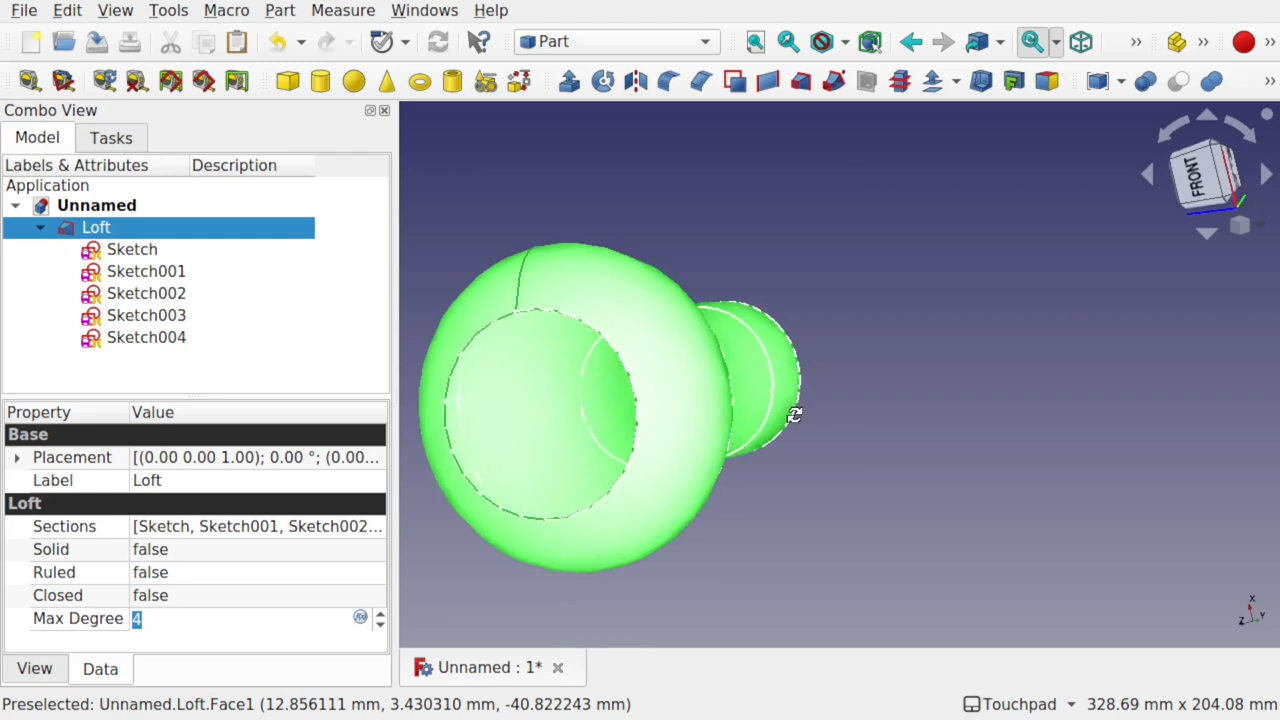 File Edit View Tools Macro Part Measure Windows Help
Part
Combo View
Model Tasks
Labels & Attributes Description
Application
Unnamed
Loft
Sketch
Sketch001
Sketch002
Sketch003
Sketch004
Property Value
Base
Placement [(0.00 0.00 1.00); 0.00 °; (0.00...
Label Loft
Loft
Sections [Sketch, Sketch001, Sketch002...
Solid false
Ruled false
Closed false
Max Degree 4
View Data
FRONT
X
Z Y
Unnamed : 1*
Preselected: Unnamed.Loft.Face1 (12.856111 mm, 3.430310 mm, -40.822243 mm) Touchpad 328.69 mm x 204.08 mm